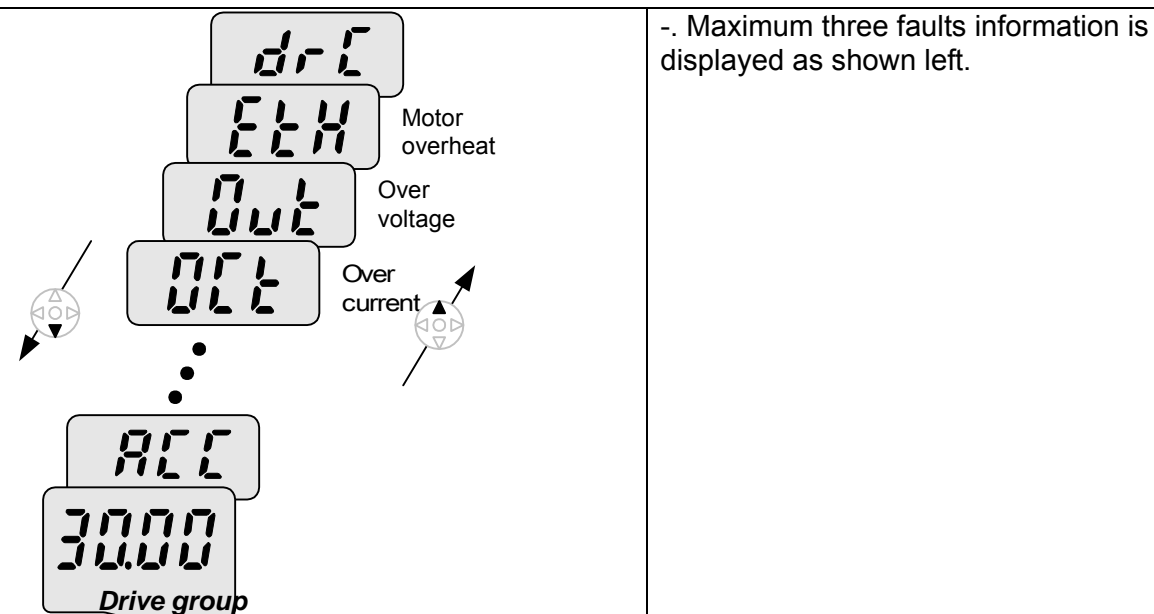 drC
EtH
Motor
overheat
Out
Over
voltage
OCt
Over
current
ACC
30.00
Drive group
-. Maximum three faults information is
displayed as shown left.